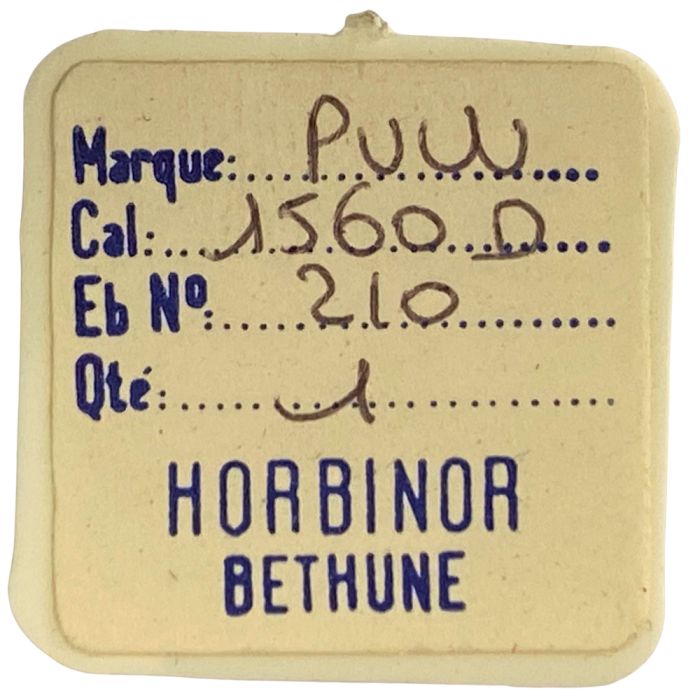 Marque: PUW
Cal: 1560 D
Eb Nº: 210
Qté: 1
HORBINOR
BETHUNE